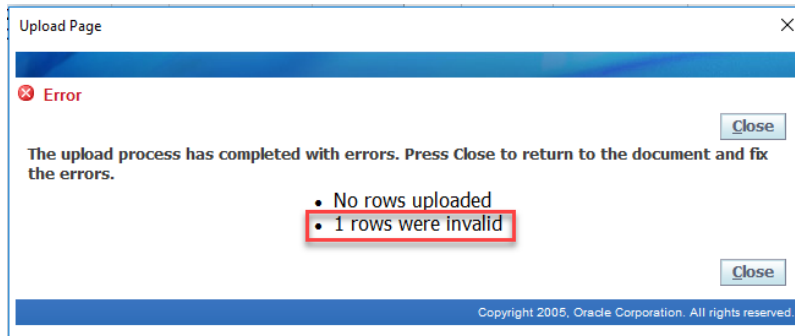 Upload Page
Error
Close
The upload process has completed with errors. Press Close to return to the document and fix
the errors.
• No rows uploaded
• 1 rows were invalid
Close
Copyright 2005, Oracle Corporation. All rights reserved.